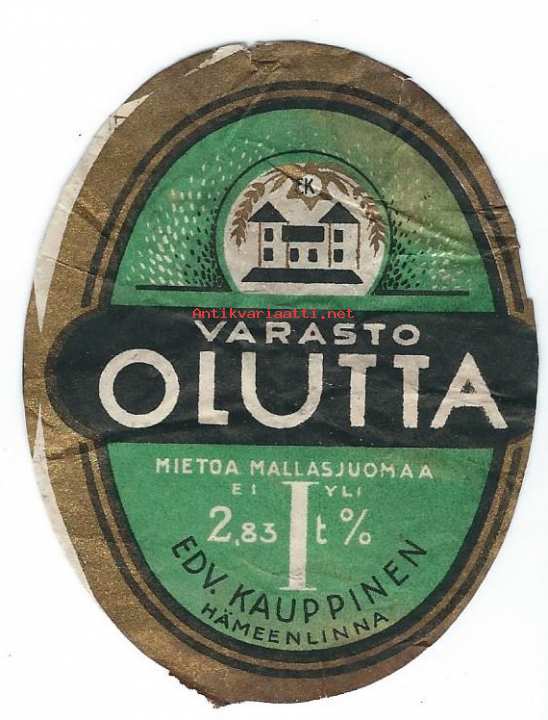 EK
Antikvariaatti.net
VARASTO
OLUTTA
MIETOA MALLASJUOMAA
EI I YLI
2,83 t%
EDV. KAUPPINEN
HÄMEENLINNA